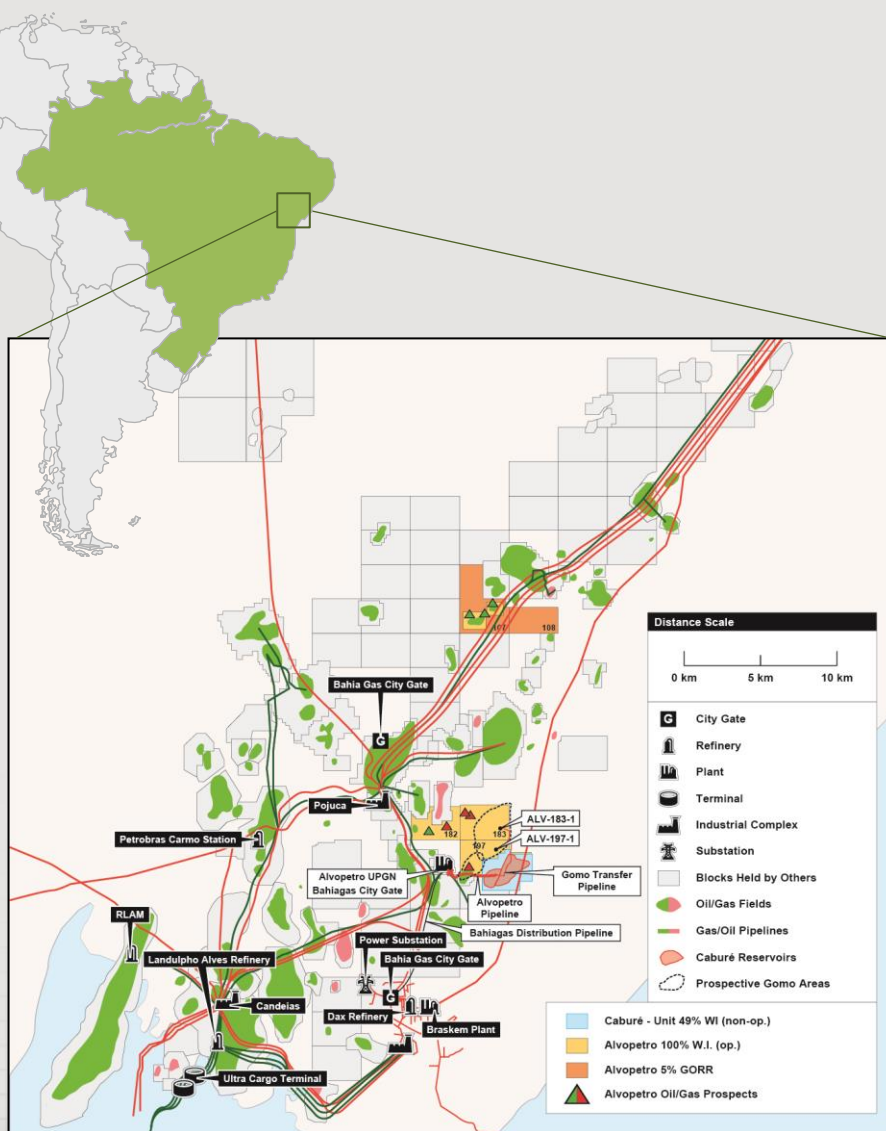 Bahia Gas City Gate
G
107
108
Pojuca
Petrobras Carmo Station
182
183
197
ALV-183-1
ALV-197-1
Alvopetro UPGN
Bahiagas City Gate
Gomo Transfer
Pipeline
Alvopetro
Pipeline
Bahiagas Distribution Pipeline
RLAM
Power Substation
Landulpho Alves Refinery
Bahia Gas City Gate
G
Candeias
Dax Refinery
Braskem Plant
Ultra Cargo Terminal
Distance Scale
0 km
5 km
10 km
G
City Gate
Refinery
Plant
Terminal
Industrial Complex
Substation
Blocks Held by Others
Oil/Gas Fields
Gas/Oil Pipelines
Caburé Reservoirs
Prospective Gomo Areas
Caburé - Unit 49% WI (non-op.)
Alvopetro 100% W.I. (op.)
Alvopetro 5% GORR
Alvopetro Oil/Gas Prospects